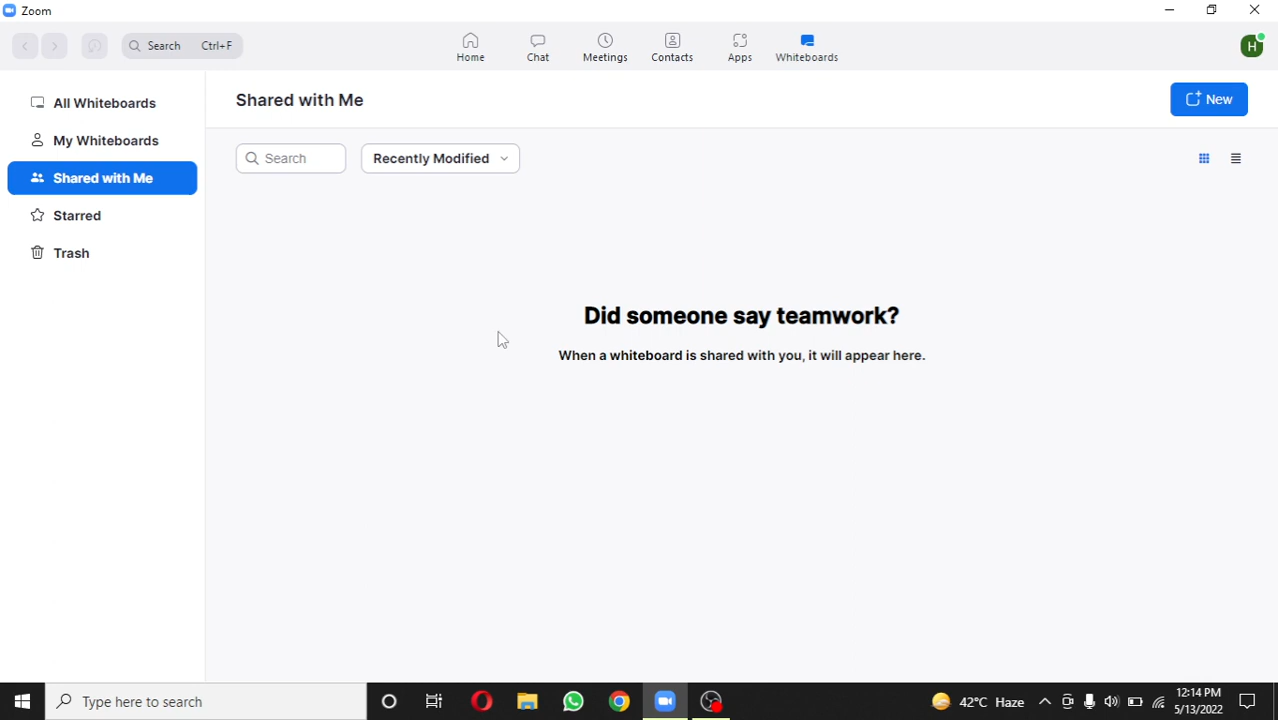 Zoom
Search Ctrl+F
Home
Chat
Meetings
Contacts
Apps
Whiteboards
H
All Whiteboards
My Whiteboards
Shared with Me
Starred
Trash
Shared with Me
New
Search
Recently Modified
Did someone say teamwork?
When a whiteboard is shared with you, it will appear here.
Type here to search
42°C Haze
12:14 PM
5/13/2022